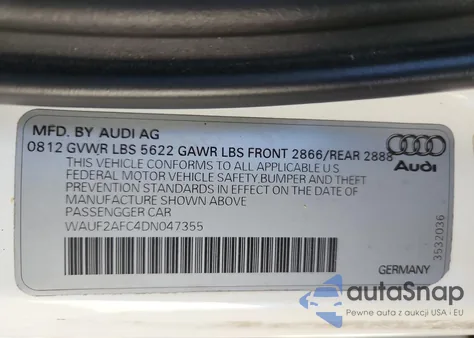 MFD. BY AUDI AG
0812 GVWR LBS 5622 GAWR LBS FRONT 2866/REAR 2888
THIS VEHICLE CONFORMS TO ALL APPLICABLE US
FEDERAL MOTOR VEHICLE SAFETY, BUMPER AND THEFT
PREVENTION STANDARDS IN EFFECT ON THE DATE OF
MANUFACTURE SHOWN ABOVE
PASSENGGER CAR
WAUF2AFC4DN047355
Audi
3532036
GERMANY
autoSnap
Pewne auta z aukcji USA i EU